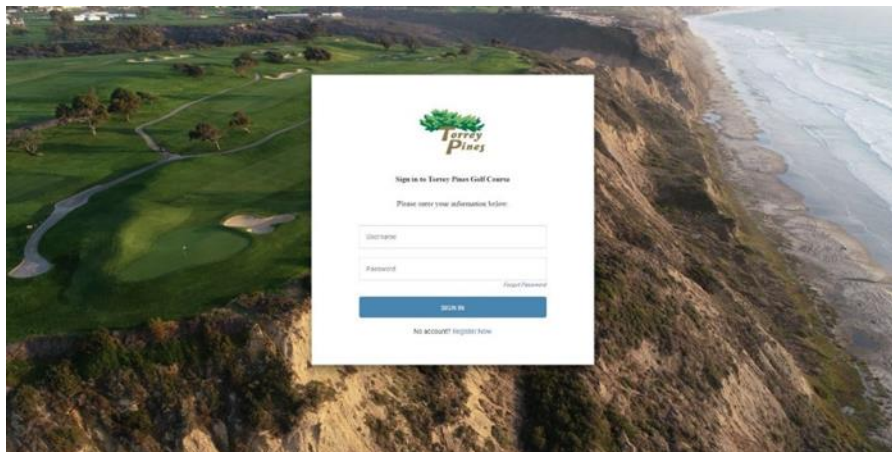 Torrey
Pines
Sign in to Torrey Pines Golf Course
Please enter your information below:
Username
Password
Forgot Password
SIGN IN
No account? Register Now